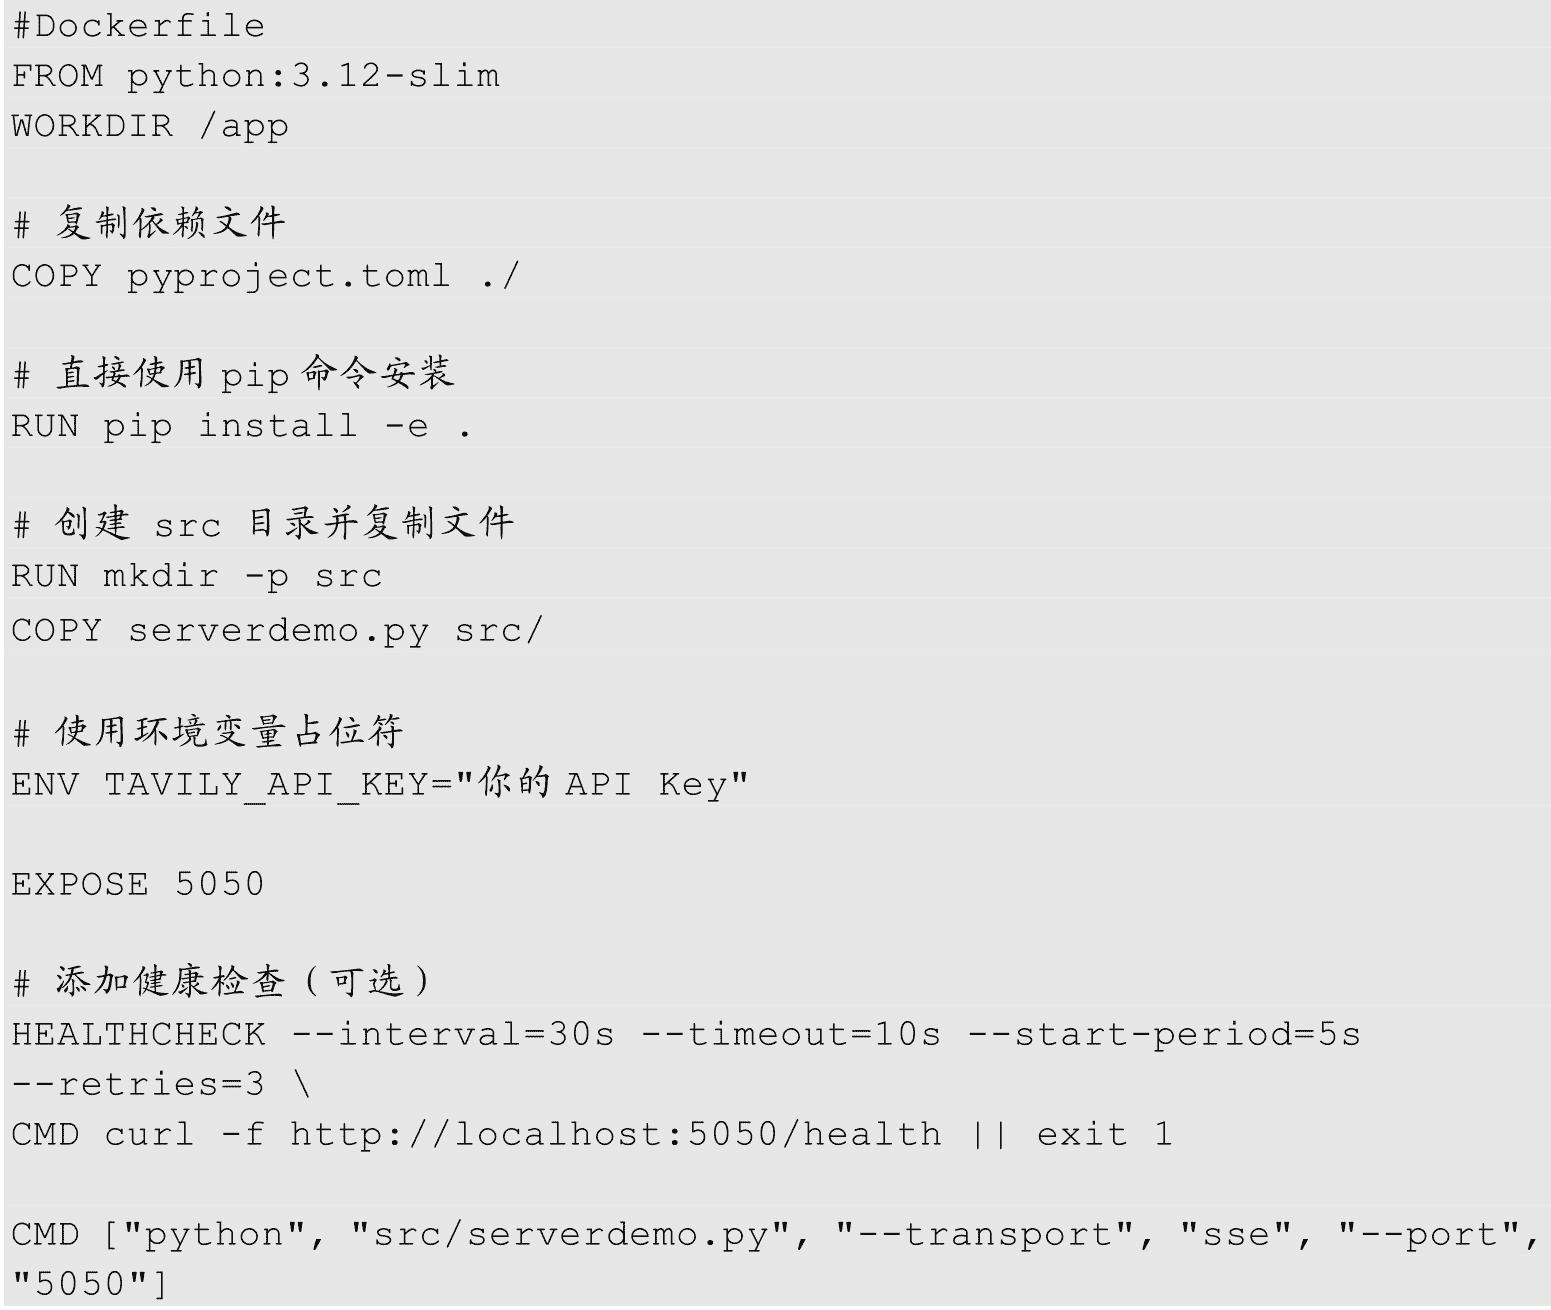 #Dockerfile
FROM python:3.12-slim
WORKDIR /app
# 复制依赖文件
COPY pyproject.toml ./
# 直接使用 pip 命令安装
RUN pip install -e .
# 创建 src 目录并复制文件
RUN mkdir -p src
COPY serverdemo.py src/
# 使用环境变量占位符
ENV TAVILY_API_KEY="你的 API Key"
EXPOSE 5050
# 添加健康检查（可选）
HEALTHCHECK --interval=30s --timeout=10s --start-period=5s
--retries=3 \
CMD curl -f http://localhost:5050/health || exit 1
CMD ["python", "src/serverdemo.py", "--transport", "sse", "--port",
"5050"]